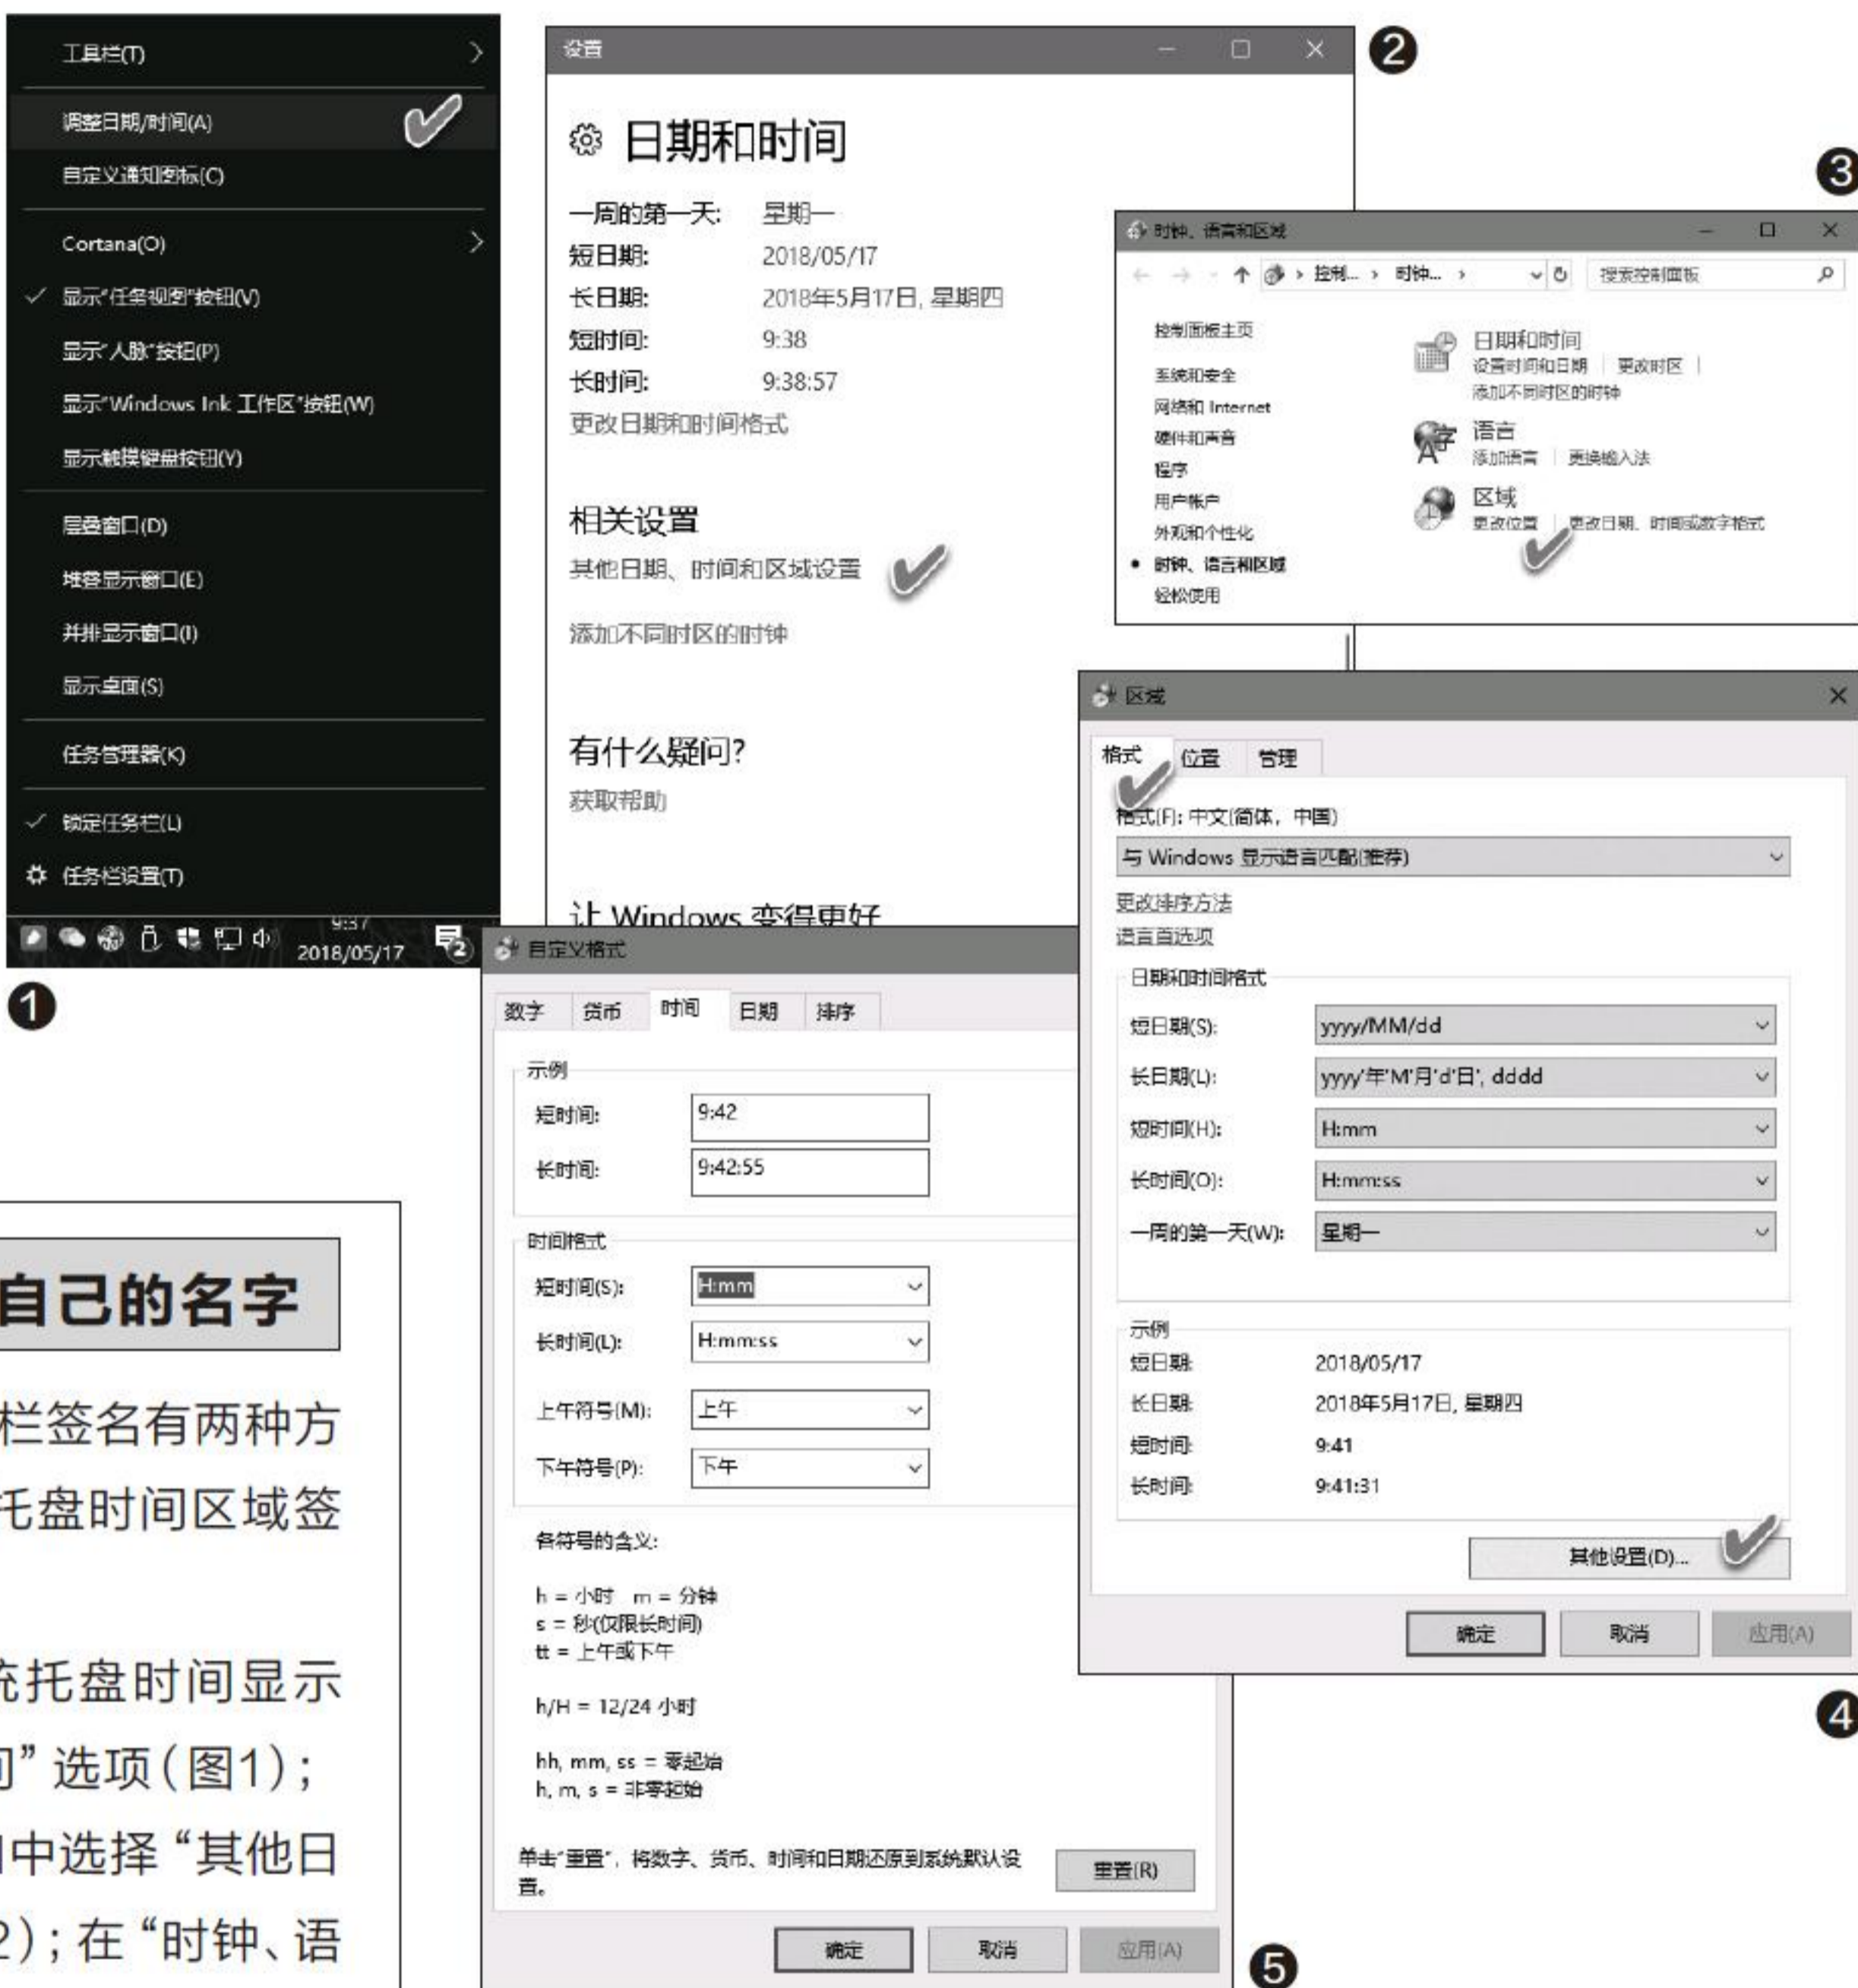 工具栏(T)
调整日期/时间(A)
自定义通知图标(C)
Cortana(O)
显示"任务视图"按钮(V)
显示"人脉"按钮(P)
显示"Windows Ink 工作区"按钮(W)
显示触摸键盘按钮(Y)
层叠窗口(D)
堆叠显示窗口(E)
并排显示窗口(I)
显示桌面(S)
任务管理器(K)
锁定任务栏(L)
任务栏设置(T)
9:37
2018/05/17
2
1
设置
2
日期和时间
一周的第一天: 星期一
短日期: 2018/05/17
长日期: 2018年5月17日, 星期四
短时间: 9:38
长时间: 9:38:57
更改日期和时间格式
相关设置
其他日期、时间和区域设置
添加不同时区的时钟
有什么疑问?
获取帮助
让 Windows 变得更好
3
时钟、语言和区域
控制... › 时钟... ›
搜索控制面板
控制面板主页
系统和安全
网络和 Internet
硬件和声音
程序
用户帐户
外观和个性化
时钟、语言和区域
轻松使用
日期和时间
设置时间和日期 更改时区
添加不同时区的时钟
语言
添加语言 更换输入法
区域
更改位置 更改日期、时间或数字格式
区域
格式 位置 管理
格式(F): 中文(简体，中国)
与 Windows 显示语言匹配(推荐)
更改排序方法
语言首选项
日期和时间格式
短日期(S): yyyy/MM/dd
长日期(L): yyyy'年'M'月'd'日', dddd
短时间(H): H:mm
长时间(O): H:mm:ss
一周的第一天(W): 星期一
示例
短日期: 2018/05/17
长日期: 2018年5月17日, 星期四
短时间: 9:41
长时间: 9:41:31
其他设置(D)...
确定 取消 应用(A)
4
自定义格式
数字 货币 时间 日期 排序
示例
短时间: 9:42
长时间: 9:42:55
时间格式
短时间(S): H:mm
长时间(L): H:mm:ss
上午符号(M): 上午
下午符号(P): 下午
各符号的含义:
h = 小时 m = 分钟
s = 秒(仅限长时间)
tt = 上午或下午
h/H = 12/24 小时
hh, mm, ss = 零起始
h, m, s = 非零起始
单击"重置"，将数字、货币、时间和日期还原到系统默认设
置。
重置(R)
确定 取消 应用(A)
5
自己的名字
栏签名有两种方
托盘时间区域签
统托盘时间显示
间”选项(图1)；
口中选择“其他日
2)；在“时钟、语